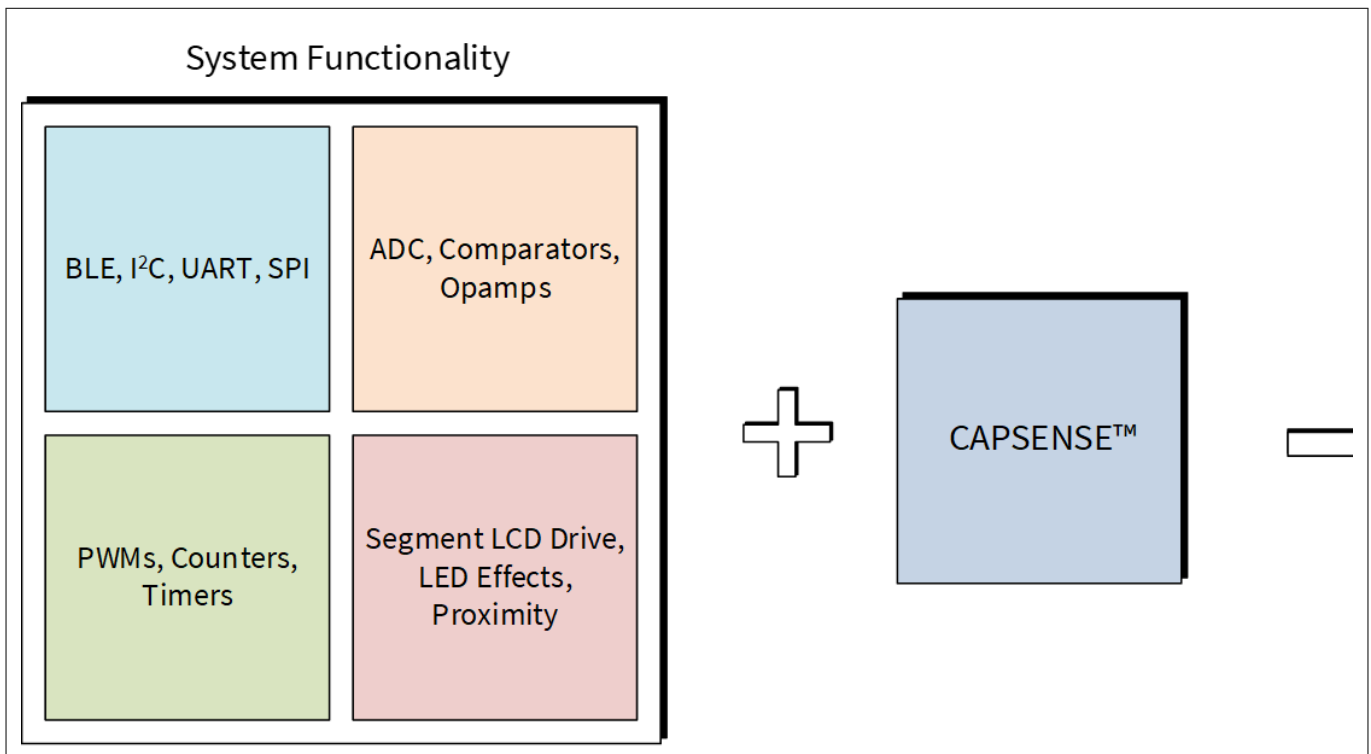 System Functionality
BLE, I²C, UART, SPI
ADC, Comparators,
Opamps
CAPSENSE™
PWMs, Counters,
Timers
Segment LCD Drive,
LED Effects,
Proximity